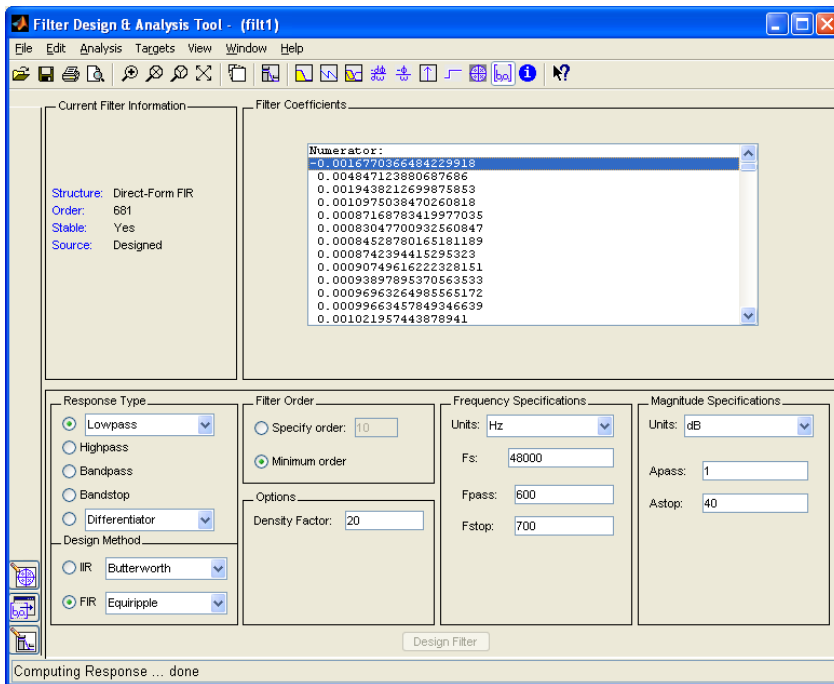 Filter Design & Analysis Tool - (filt1)
File Edit Analysis Targets View Window Help
Current Filter Information
Structure: Direct-Form FIR
Order: 681
Stable: Yes
Source: Designed
Filter Coefficients
Numerator:
-0.0016770366484229918
0.004847123880687686
0.0019438212699875853
0.0010975038470260818
0.00087168783419977035
0.00083047700932560847
0.00084528780165181189
0.0008742394415295323
0.00090749616222328151
0.00093897895370563533
0.00096963264985565172
0.00099663457849346639
0.001021957443878941
Response Type
Lowpass
Highpass
Bandpass
Bandstop
Differentiator
Design Method
IIR Butterworth
FIR Equiripple
Filter Order
Specify order: 10
Minimum order
Options
Density Factor: 20
Frequency Specifications
Units: Hz
Fs: 48000
Fpass: 600
Fstop: 700
Magnitude Specifications
Units: dB
Apass: 1
Astop: 40
Design Filter
Computing Response ... done